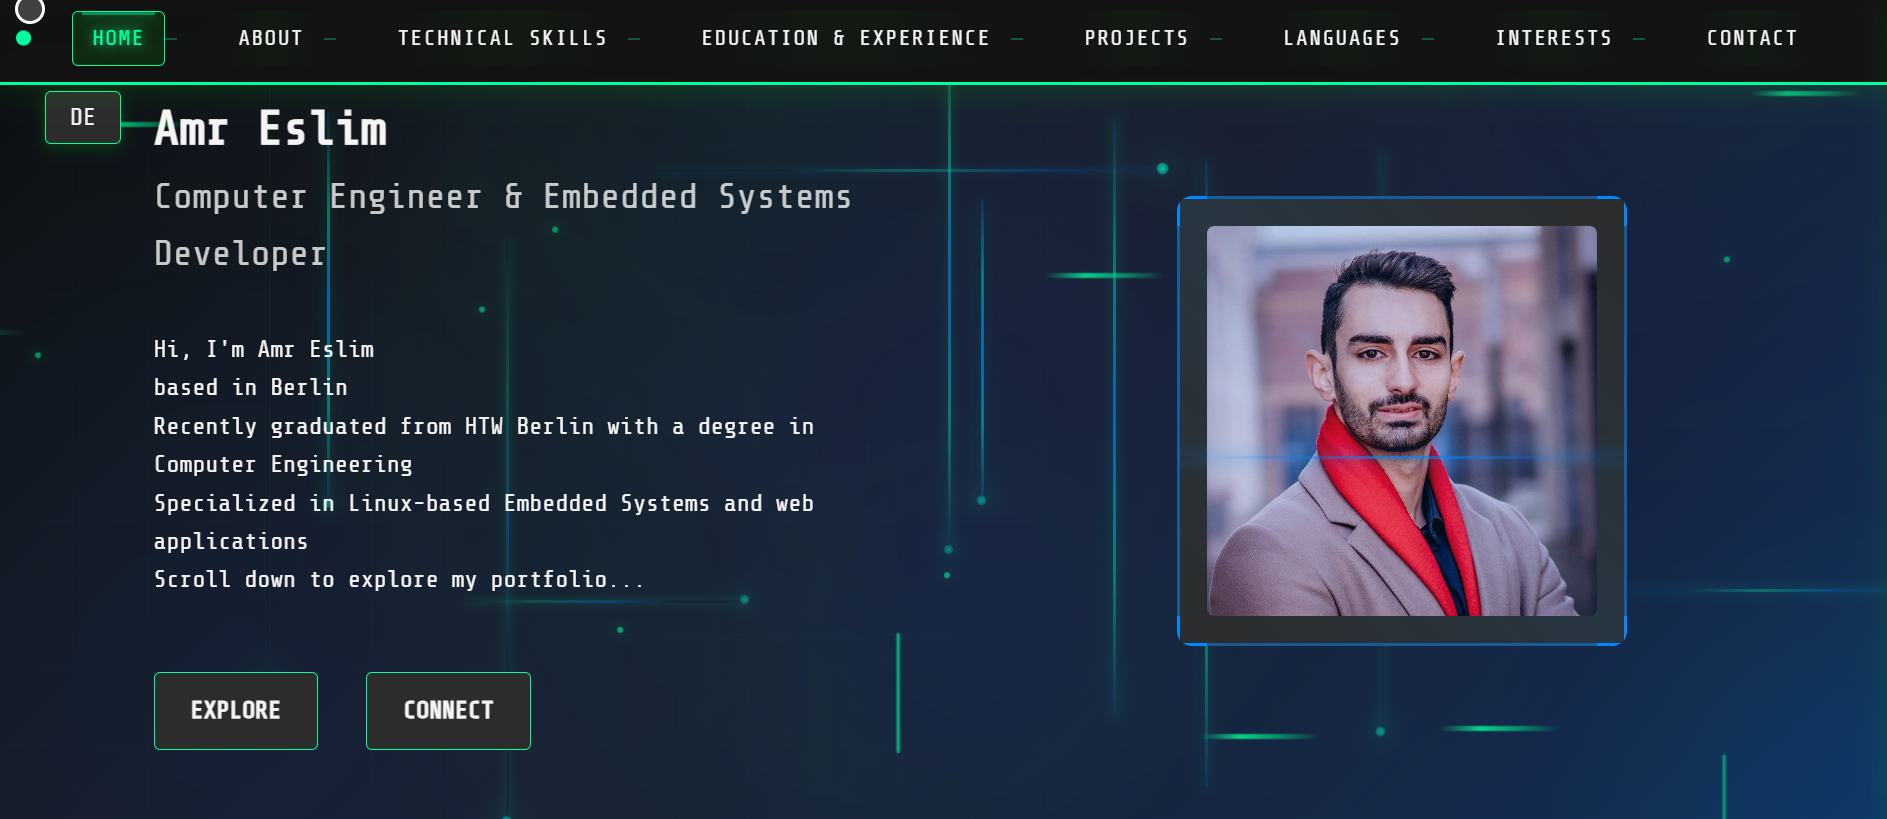 HOME ABOUT TECHNICAL SKILLS EDUCATION & EXPERIENCE PROJECTS LANGUAGES INTERESTS CONTACT
DE
Amr Eslim
Computer Engineer & Embedded Systems
Developer
Hi, I'm Amr Eslim
based in Berlin
Recently graduated from HTW Berlin with a degree in
Computer Engineering
Specialized in Linux-based Embedded Systems and web
applications
Scroll down to explore my portfolio...
EXPLORE CONNECT